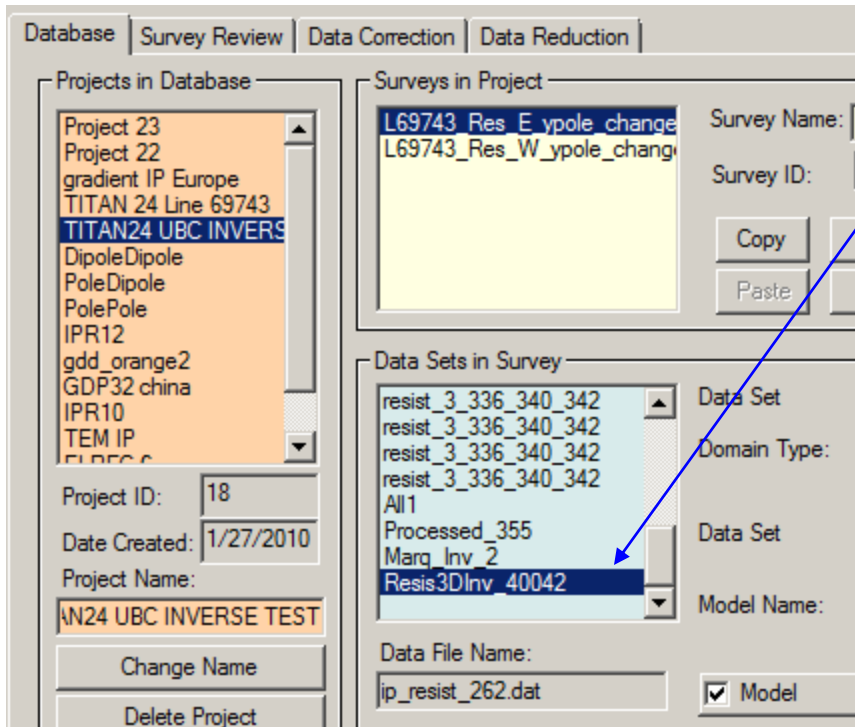 Database
Survey Review
Data Correction
Data Reduction
Projects in Database
Project 23
Project 22
gradient IP Europe
TITAN 24 Line 69743
TITAN24 UBC INVERS
DipoleDipole
PoleDipole
PolePole
IPR12
gdd_orange2
GDP32 china
IPR10
TEM IP
Project ID:
18
Date Created:
1/27/2010
Project Name:
AN24 UBC INVERSE TEST
Change Name
Delete Project
Surveys in Project
L69743_Res_E_ypole_change
L69743_Res_W_ypole_chang
Survey Name:
Survey ID:
Copy
Paste
Data Sets in Survey
resist_3_336_340_342
resist_3_336_340_342
resist_3_336_340_342
resist_3_336_340_342
All1
Processed_355
Marq_Inv_2
Resis3DInv_40042
Data Set
Domain Type:
Data Set
Model Name:
Data File Name:
ip_resist_262.dat
Model